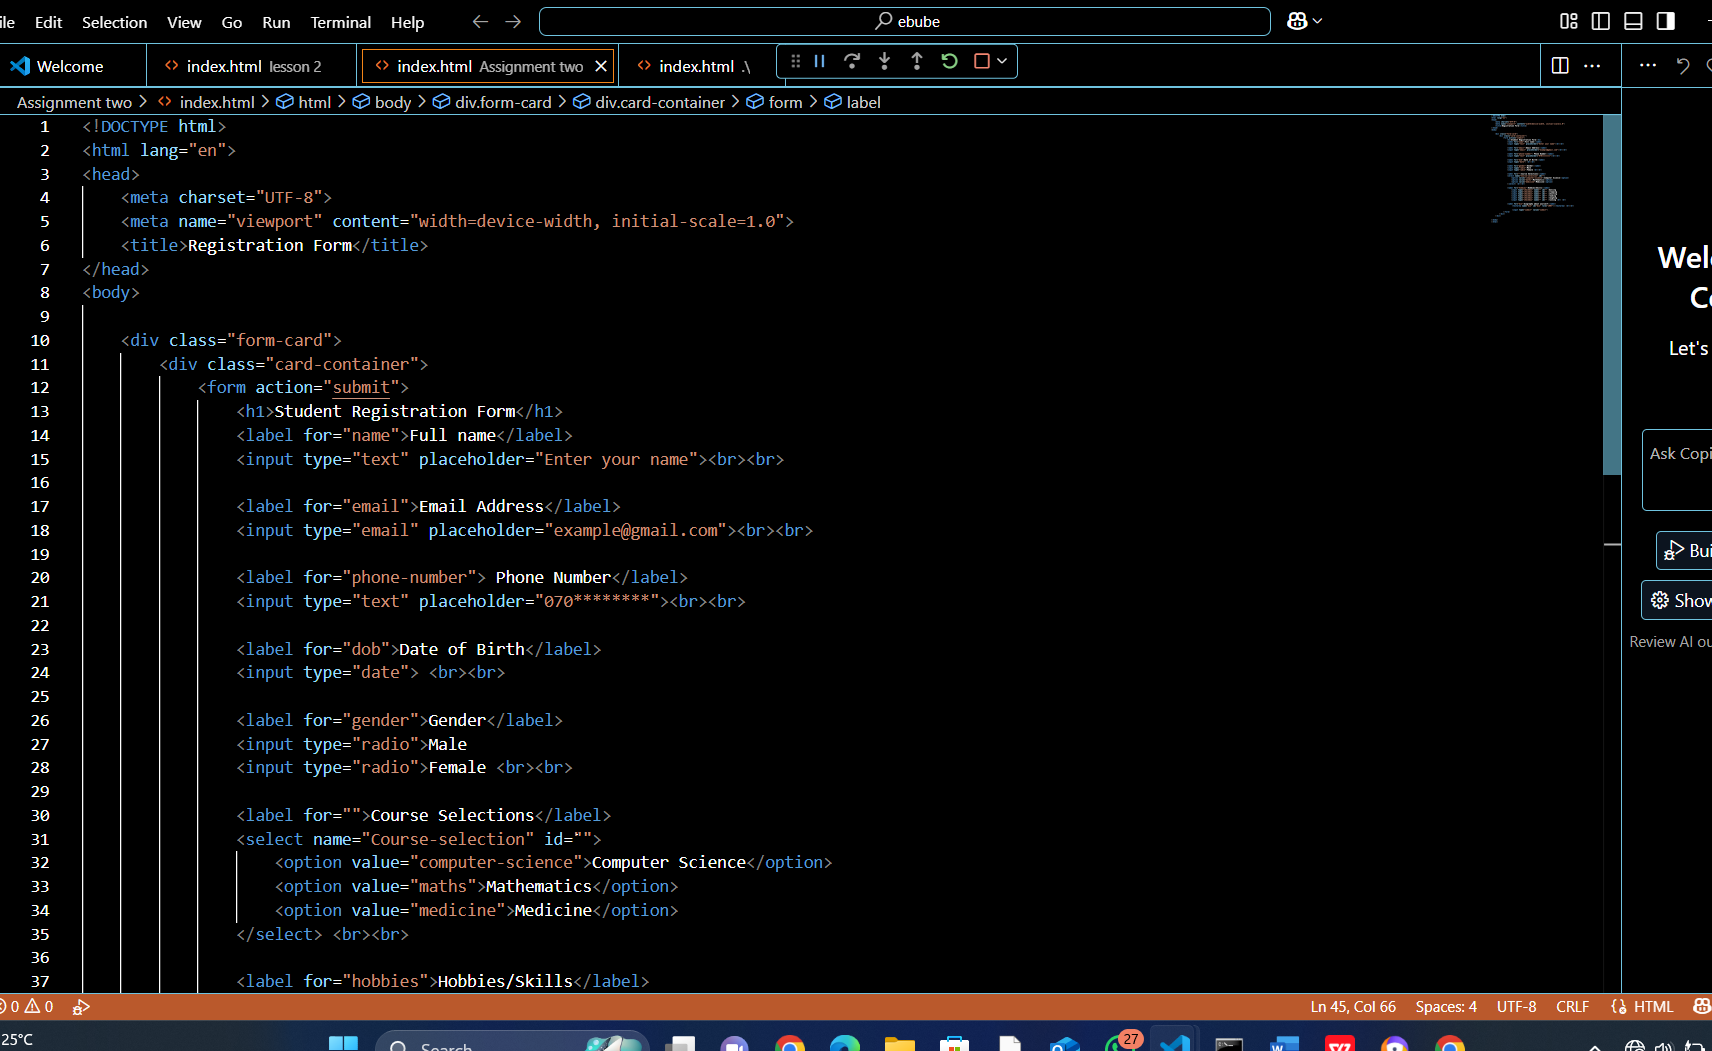 Edit Selection View Go Run Terminal Help ebube
Welcome index.html lesson 2 index.html Assignment two index.html .\
Assignment two > index.html > html > body > div.form-card > div.card-container > form > label
1 <!DOCTYPE html>
2 <html lang="en">
3 <head>
4 <meta charset="UTF-8">
5 <meta name="viewport" content="width=device-width, initial-scale=1.0">
6 <title>Registration Form</title>
7 </head>
8 <body>
9
10 <div class="form-card">
11 <div class="card-container">
12 <form action="submit">
13 <h1>Student Registration Form</h1>
14 <label for="name">Full name</label>
15 <input type="text" placeholder="Enter your name"><br><br>
16
17 <label for="email">Email Address</label>
18 <input type="email" placeholder="example@gmail.com"><br><br>
19
20 <label for="phone-number"> Phone Number</label>
21 <input type="text" placeholder="070********"><br><br>
22
23 <label for="dob">Date of Birth</label>
24 <input type="date"> <br><br>
25
26 <label for="gender">Gender</label>
27 <input type="radio">Male
28 <input type="radio">Female <br><br>
29
30 <label for="">Course Selections</label>
31 <select name="Course-selection" id="">
32 <option value="computer-science">Computer Science</option>
33 <option value="maths">Mathematics</option>
34 <option value="medicine">Medicine</option>
35 </select> <br><br>
36
37 <label for="hobbies">Hobbies/Skills</label>
Let's
Review AI
0 0 Ln 45, Col 66 Spaces: 4 UTF-8 CRLF HTML
25°C Search 27